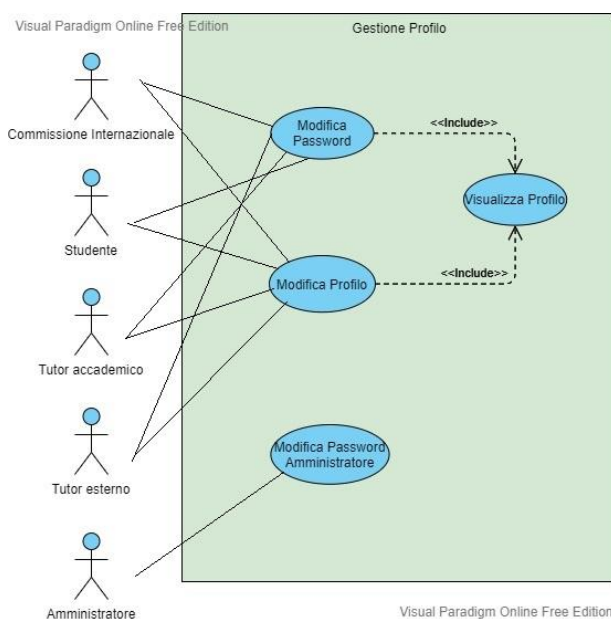 Visual Paradigm Online Free Edition
Gestione Profilo
Commissione Internazionale
Modifica
Password
<<Include>>
Studente
Visualizza Profilo
Modifica Profilo
<<Include>>
Tutor accademico
Modifica Password
Amministratore
Tutor esterno
Amministratore
Visual Paradigm Online Free Edition